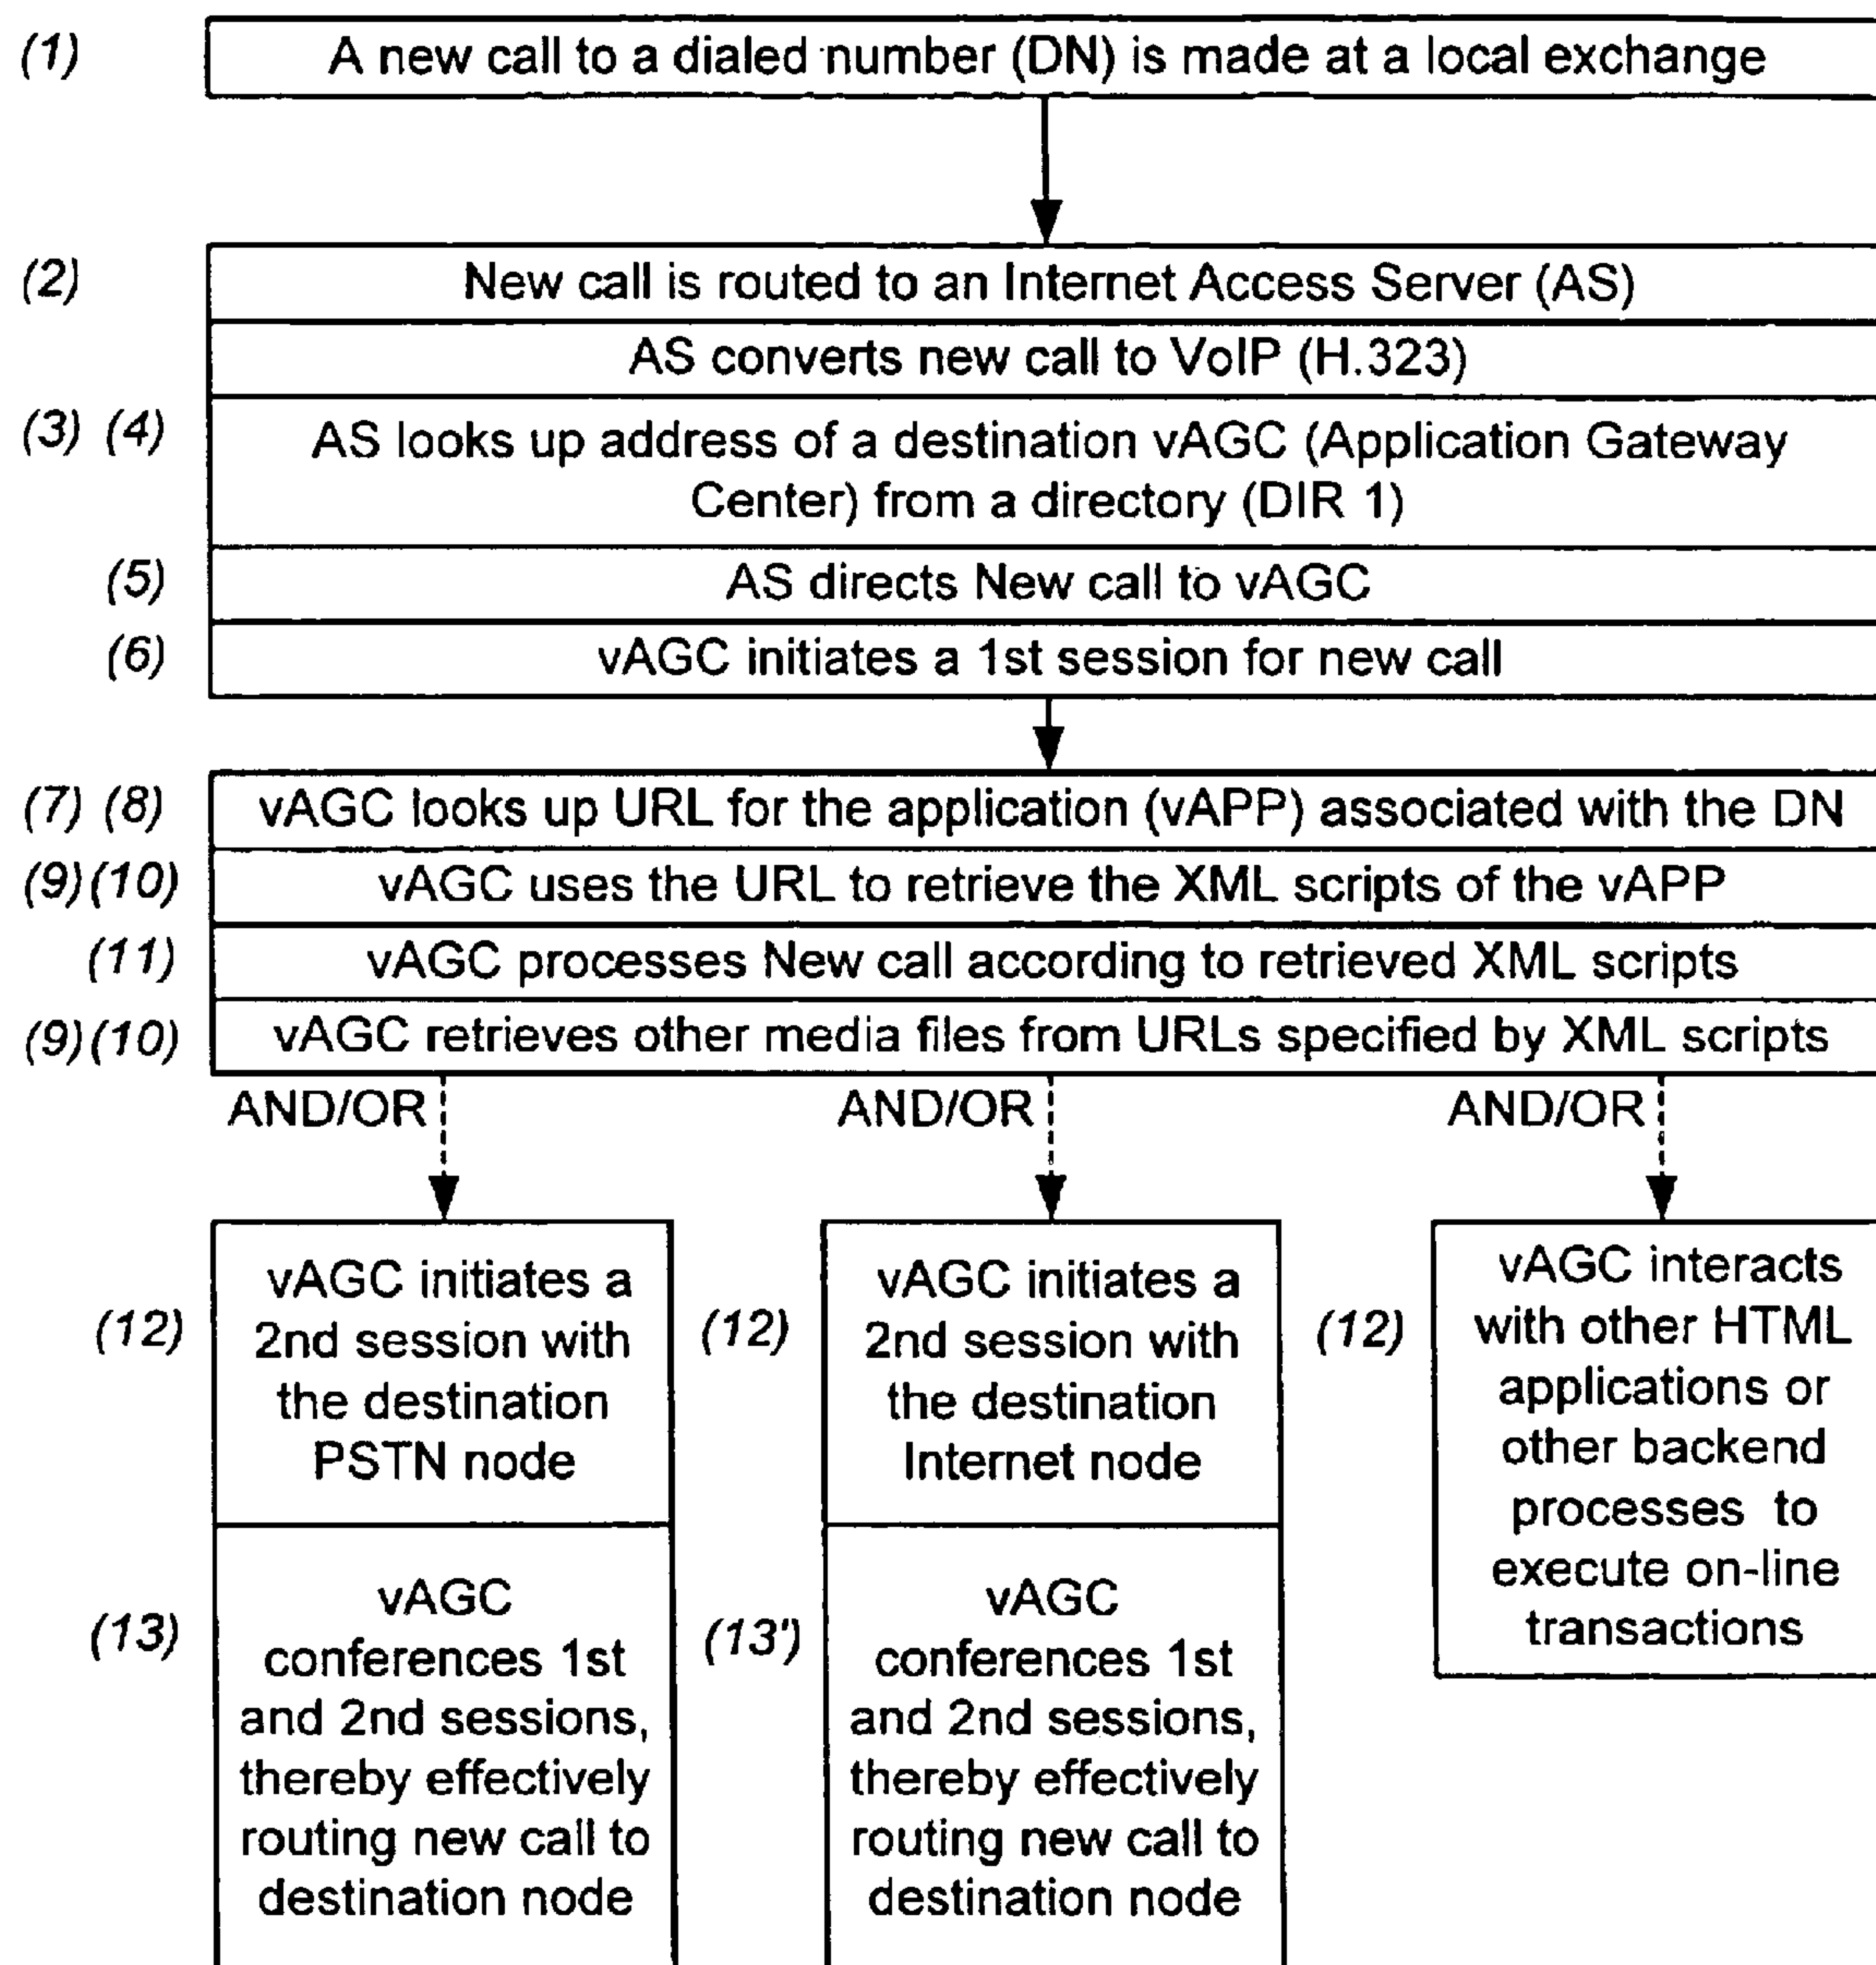 (1) A new call to a dialed number (DN) is made at a local exchange
(2) New call is routed to an Internet Access Server (AS)
AS converts new call to VoIP (H.323)
(3) (4) AS looks up address of a destination vAGC (Application Gateway
Center) from a directory (DIR 1)
(5) AS directs New call to vAGC
(6) vAGC initiates a 1st session for new call
(7) (8) vAGC looks up URL for the application (vAPP) associated with the DN
(9)(10) vAGC uses the URL to retrieve the XML scripts of the vAPP
(11) vAGC processes New call according to retrieved XML scripts
(9)(10) vAGC retrieves other media files from URLs specified by XML scripts
AND/OR
AND/OR
AND/OR
(12)
vAGC initiates a
2nd session with
the destination
PSTN node
(13)
vAGC
conferences 1st
and 2nd sessions,
thereby effectively
routing new call to
destination node
(12)
vAGC initiates a
2nd session with
the destination
Internet node
(13')
vAGC
conferences 1st
and 2nd sessions,
thereby effectively
routing new call to
destination node
(12)
vAGC interacts
with other HTML
applications or
other backend
processes to
execute on-line
transactions